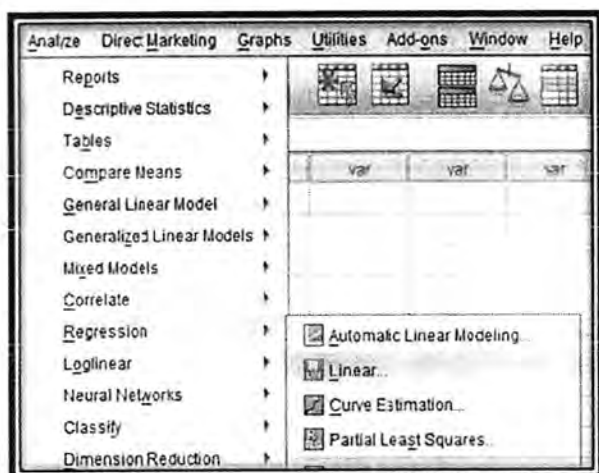 Analyze Direct Marketing Graphs Utilities Add-ons Window Help
Reports
Descriptive Statistics
Tables
Compare Means
var var var
General Linear Model
Generalized Linear Models
Mixed Models
Correlate
Regression
Automatic Linear Modeling...
Loglinear
Linear...
Neural Networks
Curve Estimation...
Classify
Partial Least Squares...
Dimension Reduction